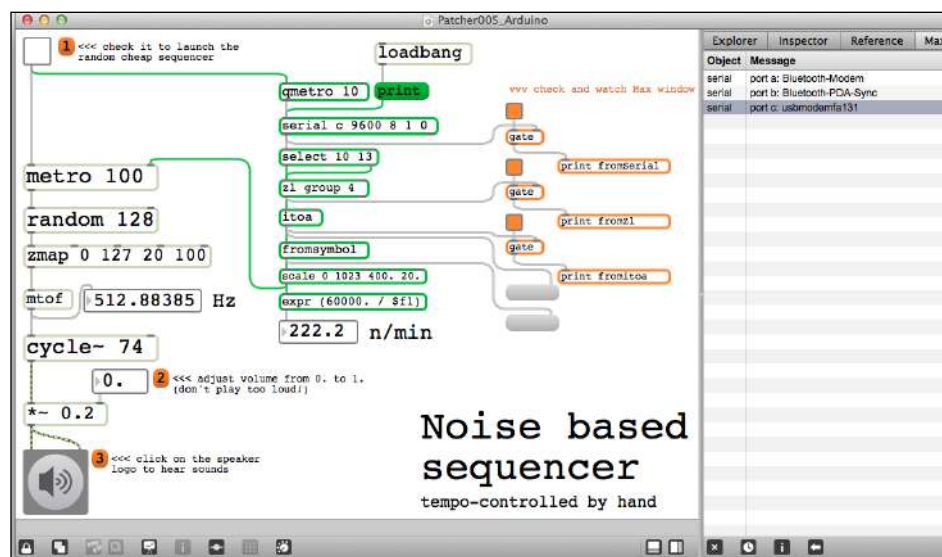 Patcher005_Arduino
1 <<< check it to launch the
random cheap sequencer
loadbang
qmetro 10
print
vvv check and watch Max window
serial c 9600 8 1 0
gate
select 10 13
print fromSerial
metro 100
zl group 4
gate
random 128
itoa
print fromzl
zmap 0 127 20 100
fromsymbol
gate
scale 0 1023 400. 20.
print fromitoa
mtof
512.88385 Hz
expr (60000. / $f1)
222.2 n/min
cycle~ 74
0.
2 <<< adjust volume from 0. to 1.
(don't play too loud!)
*~ 0.2
3 <<< click on the speaker
logo to hear sounds
Noise based
sequencer
tempo-controlled by hand
Explorer Inspector Reference Max
Object Message
serial port a: Bluetooth-Modem
serial port b: Bluetooth-PDA-Sync
serial port c: usbmodemfa131